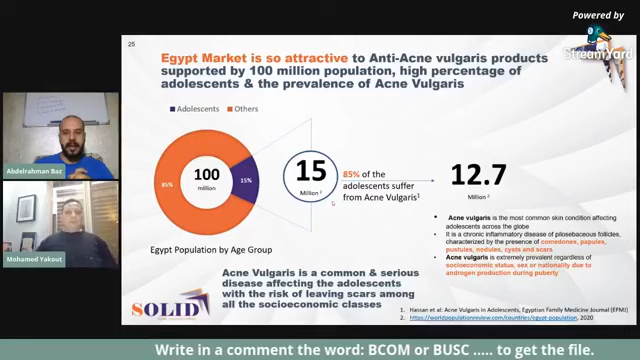 Powered by
StreamYard
25
Egypt Market is so attractive to Anti-Acne vulgaris products
supported by 100 million population, high percentage of
adolescents & the prevalence of Acne Vulgaris
Adolescents
Others
85%
100
million
15%
15
Million 2
85% of the
adolescents suffer
from Acne Vulgaris1
12.7
Million 2
Egypt Population by Age Group
• Acne vulgaris is the most common skin condition affecting
adolescents across the globe
• It is a chronic inflammatory disease of pilosebaceous follicles,
characterized by the presence of comedones, papules,
pustules, nodules, cysts and scars
• Acne vulgaris is extremely prevalent regardless of
socioeconomic status, sex or nationality due to
androgen production during puberty
Acne Vulgaris is a common & serious
disease affecting the adolescents
with the risk of leaving scars among
all the socioeconomic classes
SOLID
1. Hassan et al: Acne Vulgaris in Adolescents, Egyptian Family Medicine Journal (EFMJ)
2. https://worldpopulationreview.com/countries/egypt-population, 2020
Abdelrahman Baz
Mohamed Yakout
Write in a comment the word: BCOM or BUSC ..... to get the file.